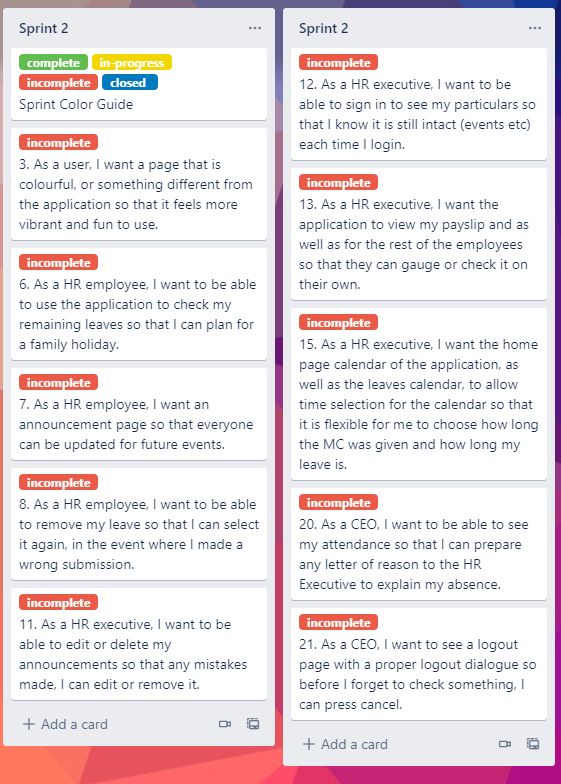 Sprint 2
complete in-progress
incomplete closed
Sprint Color Guide
incomplete
3. As a user, I want a page that is
colourful, or something different from
the application so that it feels more
vibrant and fun to use.
incomplete
6. As a HR employee, I want to be able
to use the application to check my
remaining leaves so that I can plan for
a family holiday.
incomplete
7. As a HR employee, I want an
announcement page so that everyone
can be updated for future events.
incomplete
8. As a HR employee, I want to be able
to remove my leave so that I can select
it again, in the event where I made a
wrong submission.
incomplete
11. As a HR executive, I want to be
able to edit or delete my
announcements so that any mistakes
made, I can edit or remove it.
+ Add a card
Sprint 2
incomplete
12. As a HR executive, I want to be
able to sign in to see my particulars so
that I know it is still intact (events etc)
each time I login.
incomplete
13. As a HR executive, I want the
application to view my payslip and as
well as for the rest of the employees
so that they can gauge or check it on
their own.
incomplete
15. As a HR executive, I want the home
page calendar of the application, as
well as the leaves calendar, to allow
time selection for the calendar so that
it is flexible for me to choose how long
the MC was given and how long my
leave is.
incomplete
20. As a CEO, I want to be able to see
my attendance so that I can prepare
any letter of reason to the HR
Executive to explain my absence.
incomplete
21. As a CEO, I want to see a logout
page with a proper logout dialogue so
before I forget to check something, I
can press cancel.
+ Add a card